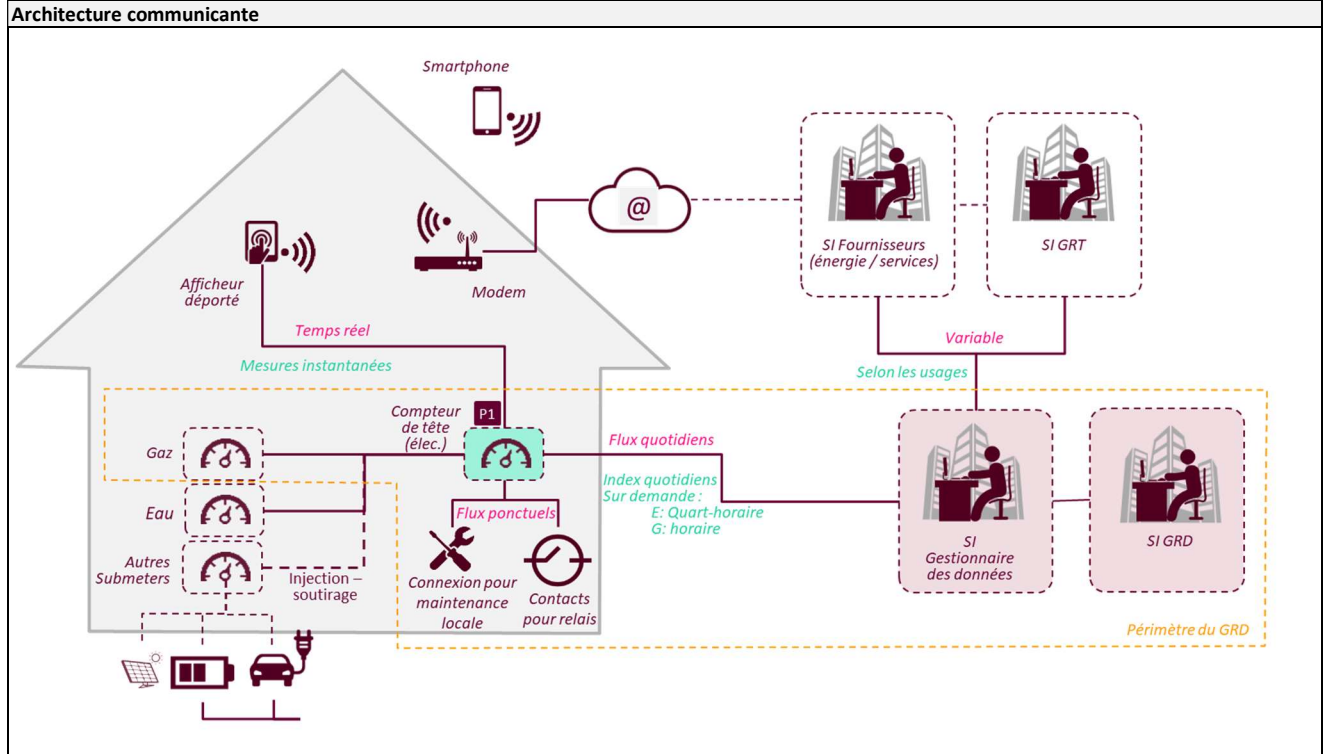 Architecture communicante
Smartphone
@
SI Fournisseurs
(énergie / services)
SI GRT
Afficheur
déporté
Modem
Temps réel
Mesures instantanées
Variable
Selon les usages
Compteur
de tête
(élec.)
P1
Gaz
Flux quotidiens
Index quotidiens
Sur demande :
E: Quart-horaire
G: horaire
Eau
Flux ponctuels
SI
Gestionnaire
des données
SI GRD
Autres
Submeters
Injection –
soutirage
Connexion pour
maintenance
locale
Contacts
pour relais
Périmètre du GRD